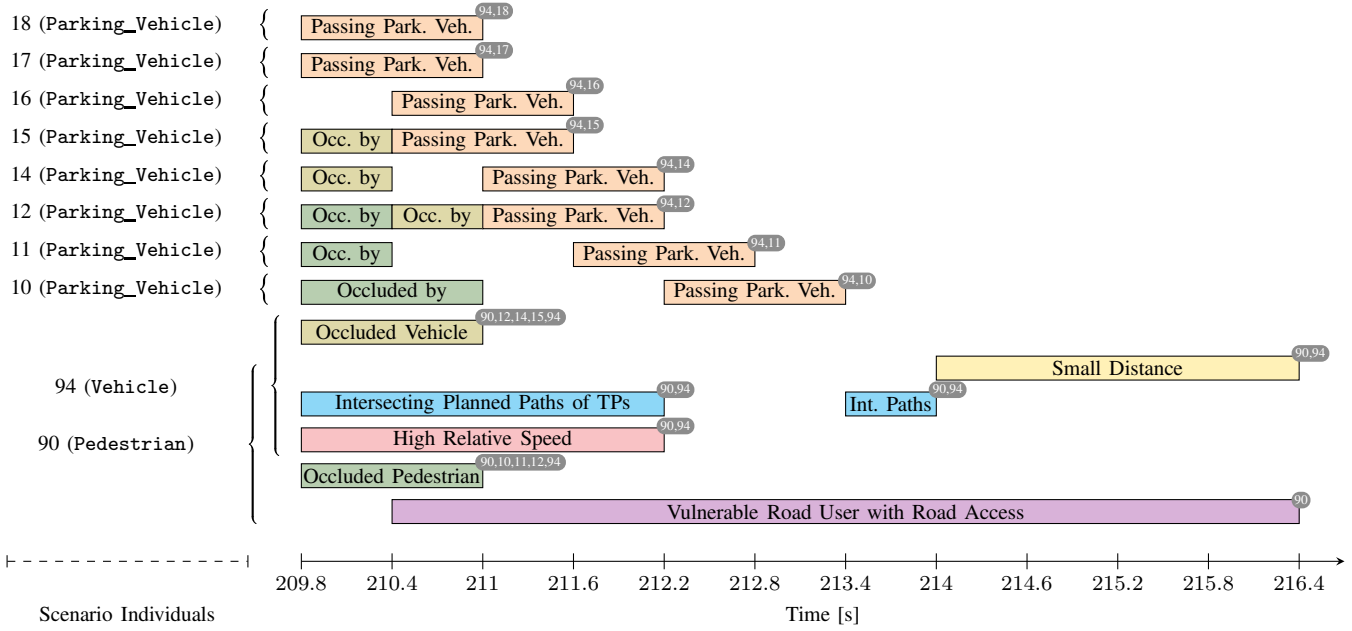 18 (Parking_Vehicle) Passing Park. Veh. 94,18
17 (Parking_Vehicle) Passing Park. Veh. 94,17
16 (Parking_Vehicle) Passing Park. Veh. 94,16
15 (Parking_Vehicle) Occ. by Passing Park. Veh. 94,15
14 (Parking_Vehicle) Occ. by Passing Park. Veh. 94,14
12 (Parking_Vehicle) Occ. by Occ. by Passing Park. Veh. 94,12
11 (Parking_Vehicle) Occ. by Passing Park. Veh. 94,11
10 (Parking_Vehicle) Occluded by Passing Park. Veh. 94,10
Occluded Vehicle 90,12,14,15,94
Small Distance 90,94
94 (Vehicle)
Intersecting Planned Paths of TPs 90,94 Int. Paths 90,94
90 (Pedestrian) High Relative Speed 90,94
Occluded Pedestrian 90,10,11,12,94
Vulnerable Road User with Road Access 90
209.8 210.4 211 211.6 212.2 212.8 213.4 214 214.6 215.2 215.8 216.4
Scenario Individuals Time [s]